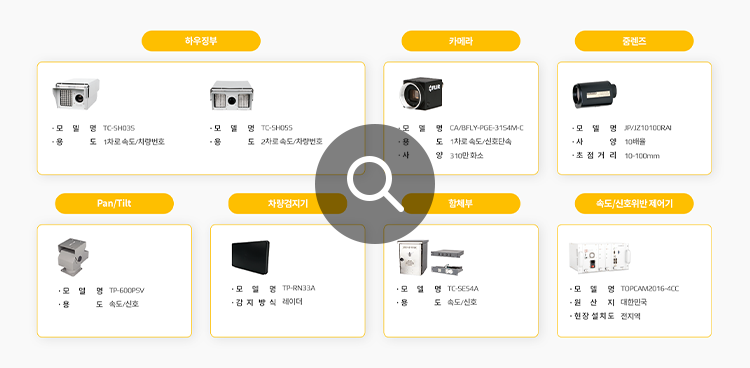 하우징부
카메라
줌렌즈
· 모 델 명 TC-SH03S
· 용 도 1차로 속도/차량번호
· 모 델 명 TC-SH05S
· 용 도 2차로 속도/차량번호
FLIR
· 모 델 명 CA/BFLY-PGE-31S4M-C
· 용 도 1차로 속도/신호단속
· 사 양 310만 화소
· 모 델 명 JP/JZ1010DRAI
· 사 양 10배율
· 초 점 거 리 10-100mm
Pan/Tilt
차량검지기
함체부
속도/신호위반 제어기
· 모 델 명 TP-600PSV
· 용 도 속도/신호
· 모 델 명 TP-RN33A
· 감 지 방 식 레이더
· 모 델 명 TC-SES4A
· 용 도 속도/신호
· 모 델 명 TOPCAM2016-4CC
· 원 산 지 대한민국
· 현장 설치도 전지역